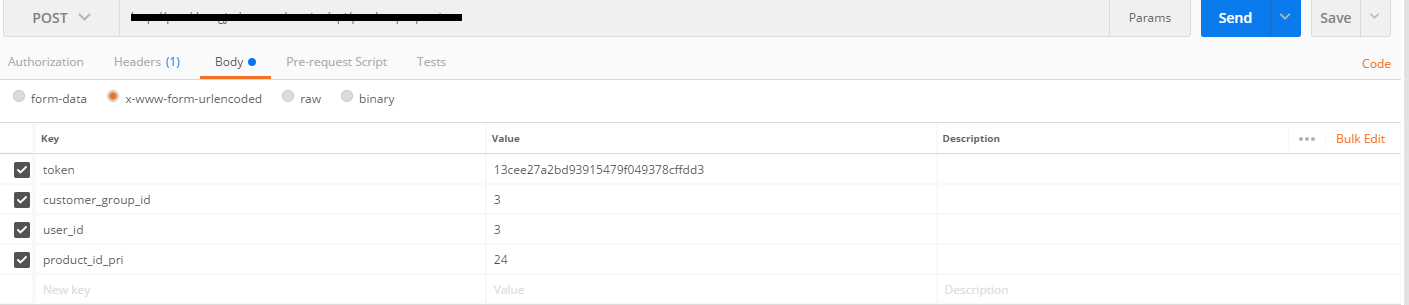 POST Params Send Save
Authorization Headers (1) Body Pre-request Script Tests Code
form-data x-www-form-urlencoded raw binary
Key Value Description Bulk Edit
token 13cee27a2bd93915479f049378cffdd3
customer_group_id 3
user_id 3
product_id_pri 24
New key Value Description